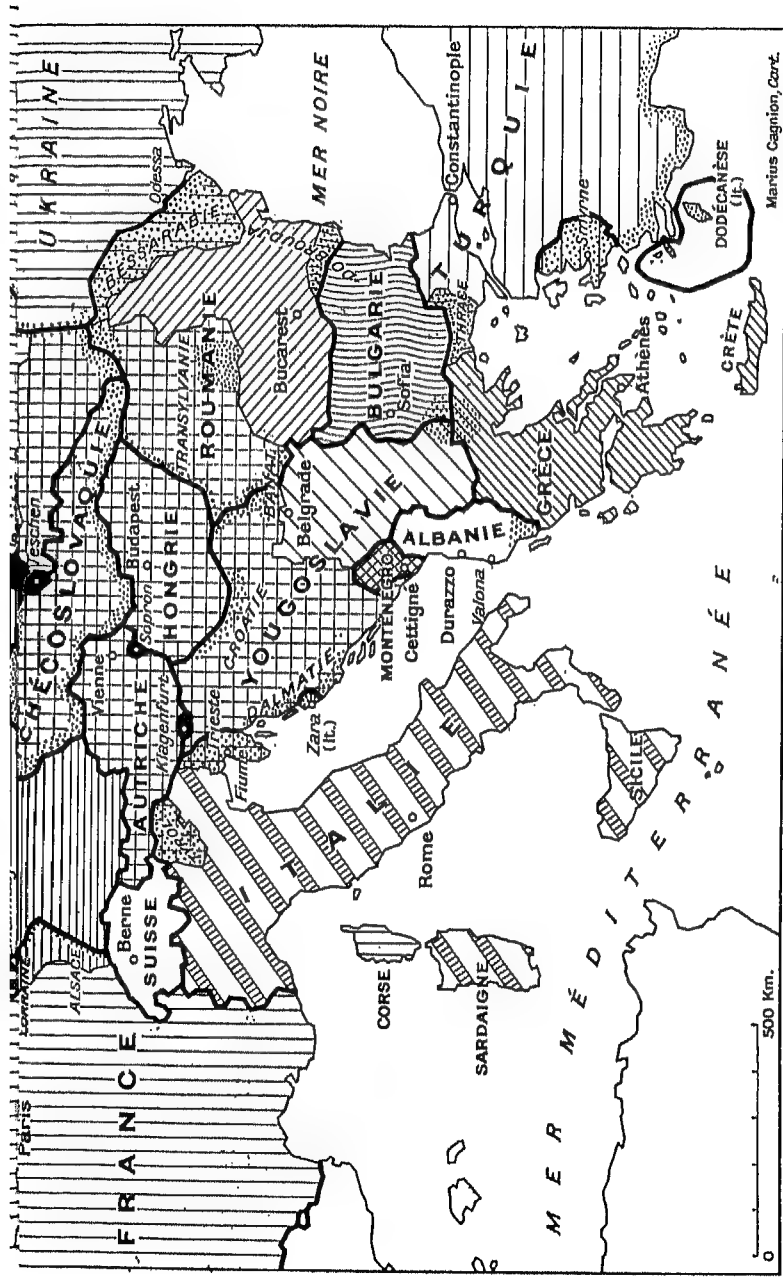 Paris
LORRAINE
ALSACE
FRANCE
Berne
SUISSE
AUTRICHE
Vienne
Klagenfurt
Sopron
CHÉCOSLOVAQUIE
Teschen
Budapest
HONGRIE
UKRAINE
Odessa
BESSARABIE
TRANSYLVANIE
ROUMANIE
DOBROUDJA
Bucarest
BANAT
CROATIE
YOUGOSLAVIE
Belgrade
DALMATIE
Trieste
Fiume
Zara
(it.)
MONTENEGRO
Cettigné
ALBANIE
Durazzo
Valona
BULGARIE
Sofia
MER NOIRE
Constantinople
TURQUIE
Smyrne
GRÈCE
Athènes
CRÈTE
DODÉCANÈSE
(it.)
ITALIE
Rome
CORSE
SARDAIGNE
SICILE
MER MÉDITERRANÉE
0
500 Km.
Marius Cagnion, Cart.